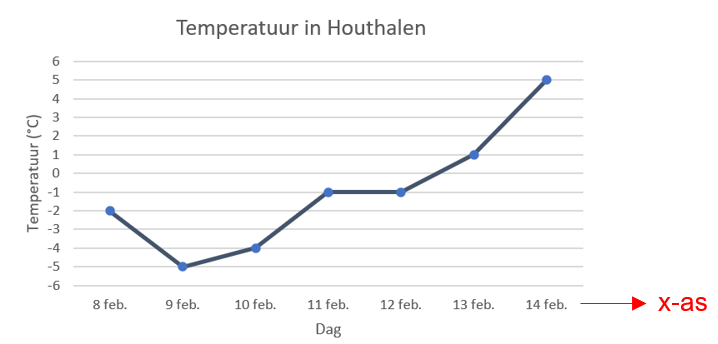 Temperatuur in Houthalen
Temperatuur (°C)
6
5
4
3
2
1
0
-1
-2
-3
-4
-5
-6
8 feb. 9 feb. 10 feb. 11 feb. 12 feb. 13 feb. 14 feb.
x-as
Dag